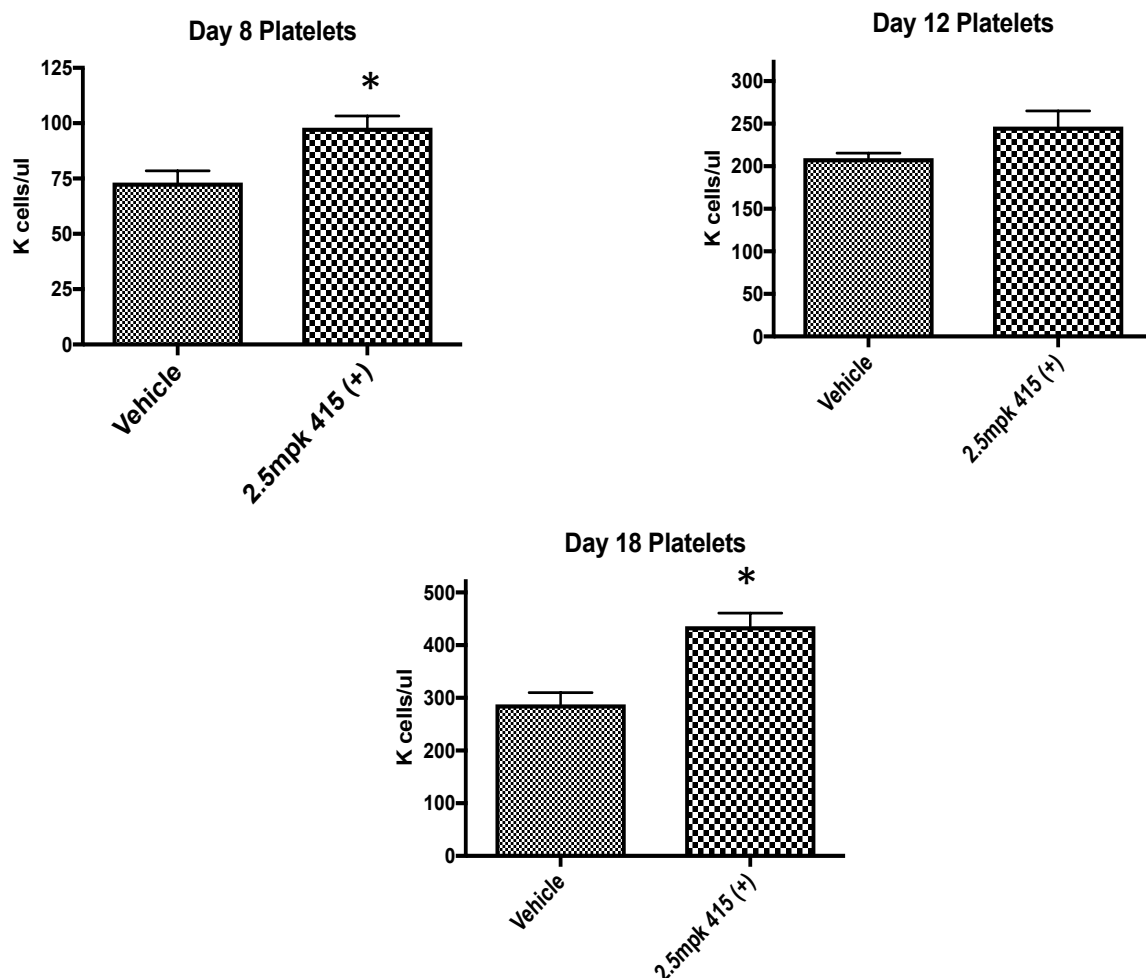 Day 8 Platelets
125
*
100
75
50
25
0
K cells/ul
Vehicle
2.5mpk 415 (+)
Day 12 Platelets
300
250
200
150
100
50
0
K cells/ul
Vehicle
2.5mpk 415 (+)
Day 18 Platelets
*
500
400
300
200
100
0
K cells/ul
Vehicle
2.5mpk 415 (+)